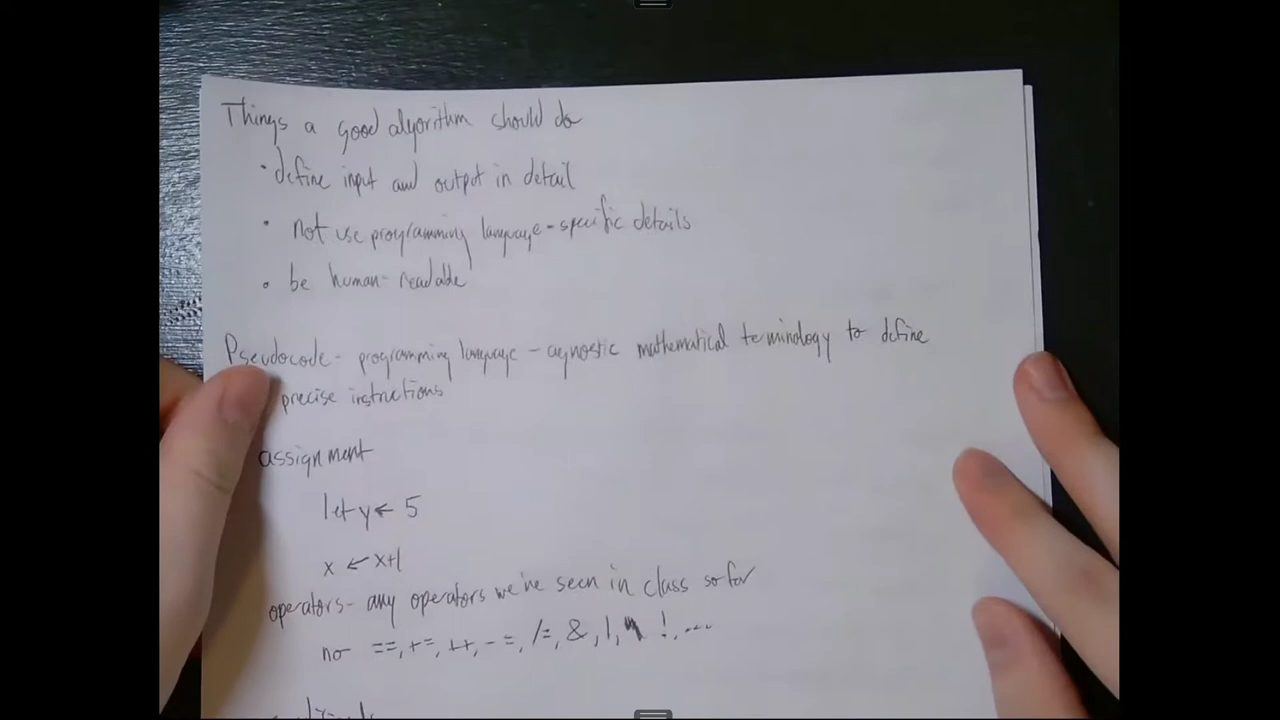 Things a good algorithm should do
• define input and output in detail
• not use programming language-specific details
• be human-readable
Pseudocode- programming language-agnostic mathematical terminology to define
precise instructions
assignment
let y ← 5
x ← x+1
operators- any operators we've seen in class so far
no ==, +=, ++, -=, /=, &, |, !, ...